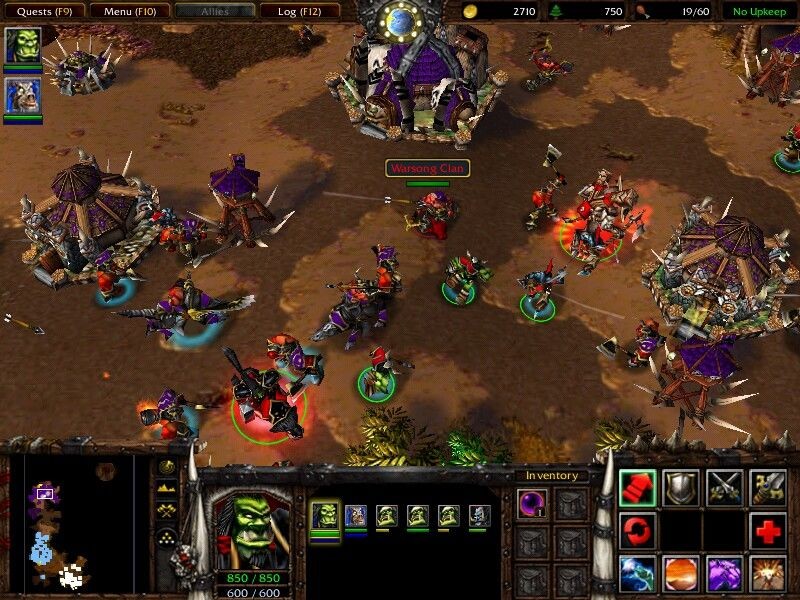 Quests (F9) Menu (F10) Allies Log (F12) 2710 750 19/60 No Upkeep
Warsong Clan
Inventory
1
850 / 850
600 / 600